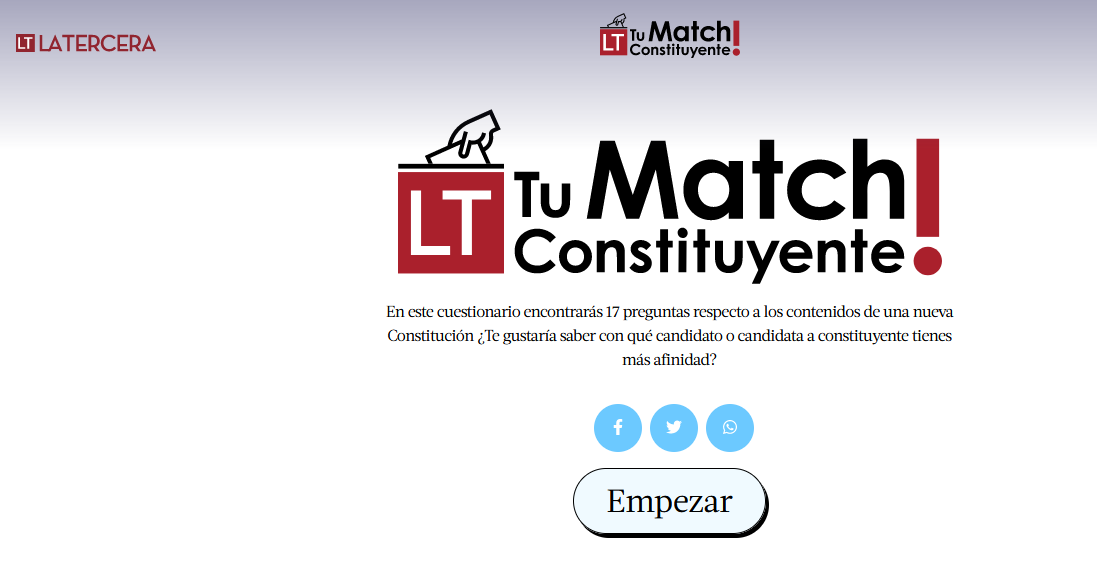 LT LATERCERA
LT Tu Match!
Constituyente
LT Tu Match!
Constituyente
En este cuestionario encontrarás 17 preguntas respecto a los contenidos de una nueva
Constitución ¿Te gustaría saber con qué candidato o candidata a constituyente tienes
más afinidad?
Empezar